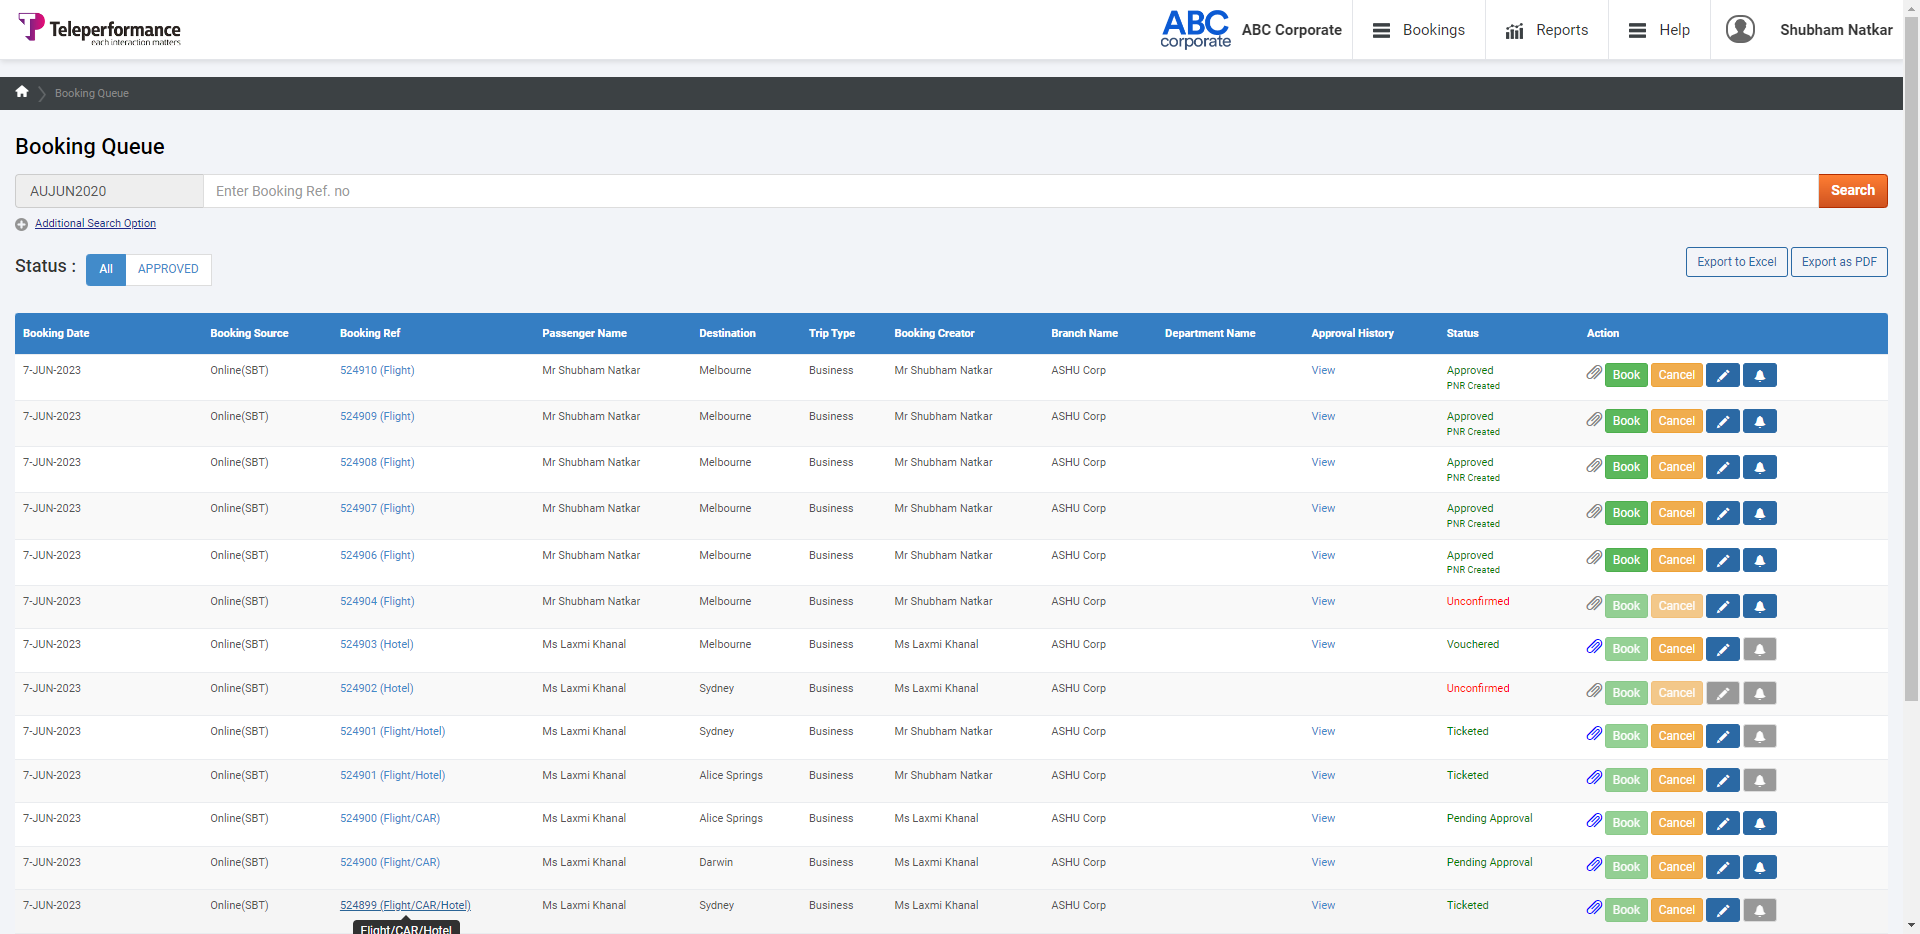 Teleperformance
each interaction matters
ABC
corporate
ABC Corporate
Bookings
Reports
Help
Shubham Natkar
Booking Queue
Booking Queue
AUJUN2020 Enter Booking Ref. no Search
Additional Search Option
Status : All APPROVED Export to Excel Export as PDF
Booking Date Booking Source Booking Ref Passenger Name Destination Trip Type Booking Creator Branch Name Department Name Approval History Status Action
7-JUN-2023 Online(SBT) 524910 (Flight) Mr Shubham Natkar Melbourne Business Mr Shubham Natkar ASHU Corp View Approved Book Cancel
PNR Created
7-JUN-2023 Online(SBT) 524909 (Flight) Mr Shubham Natkar Melbourne Business Mr Shubham Natkar ASHU Corp View Approved Book Cancel
PNR Created
7-JUN-2023 Online(SBT) 524908 (Flight) Mr Shubham Natkar Melbourne Business Mr Shubham Natkar ASHU Corp View Approved Book Cancel
PNR Created
7-JUN-2023 Online(SBT) 524907 (Flight) Mr Shubham Natkar Melbourne Business Mr Shubham Natkar ASHU Corp View Approved Book Cancel
PNR Created
7-JUN-2023 Online(SBT) 524906 (Flight) Mr Shubham Natkar Melbourne Business Mr Shubham Natkar ASHU Corp View Approved Book Cancel
PNR Created
7-JUN-2023 Online(SBT) 524904 (Flight) Mr Shubham Natkar Melbourne Business Mr Shubham Natkar ASHU Corp View Unconfirmed Book Cancel
7-JUN-2023 Online(SBT) 524903 (Hotel) Ms Laxmi Khanal Melbourne Business Ms Laxmi Khanal ASHU Corp View Vouchered Book Cancel
7-JUN-2023 Online(SBT) 524902 (Hotel) Ms Laxmi Khanal Sydney Business Ms Laxmi Khanal ASHU Corp Unconfirmed Book Cancel
7-JUN-2023 Online(SBT) 524901 (Flight/Hotel) Ms Laxmi Khanal Sydney Business Mr Shubham Natkar ASHU Corp View Ticketed Book Cancel
7-JUN-2023 Online(SBT) 524901 (Flight/Hotel) Ms Laxmi Khanal Alice Springs Business Mr Shubham Natkar ASHU Corp View Ticketed Book Cancel
7-JUN-2023 Online(SBT) 524900 (Flight/CAR) Ms Laxmi Khanal Alice Springs Business Ms Laxmi Khanal ASHU Corp View Pending Approval Book Cancel
7-JUN-2023 Online(SBT) 524900 (Flight/CAR) Ms Laxmi Khanal Darwin Business Ms Laxmi Khanal ASHU Corp View Pending Approval Book Cancel
7-JUN-2023 Online(SBT) 524899 (Flight/CAR/Hotel) Ms Laxmi Khanal Sydney Business Ms Laxmi Khanal ASHU Corp View Ticketed Book Cancel
Flight/CAR/Hotel